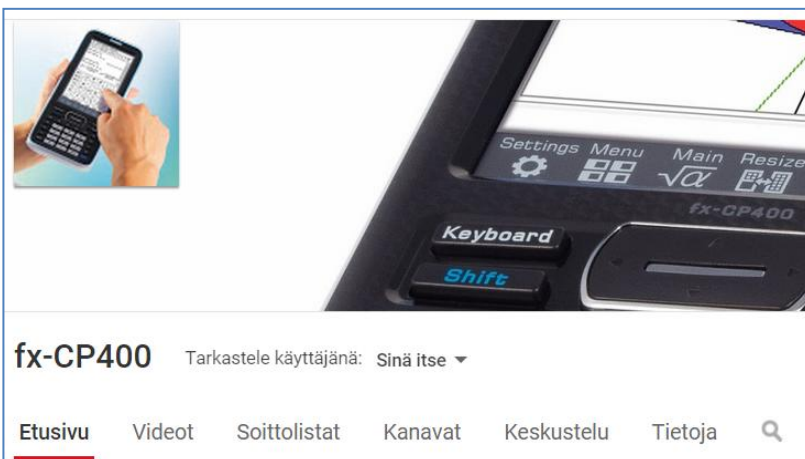 Settings Menu Main Resize
√α
fx-CP400
Keyboard
Shift
fx-CP400 Tarkastele käyttäjänä: Sinä itse
Etusivu Videot Soittolistat Kanavat Keskustelu Tietoja